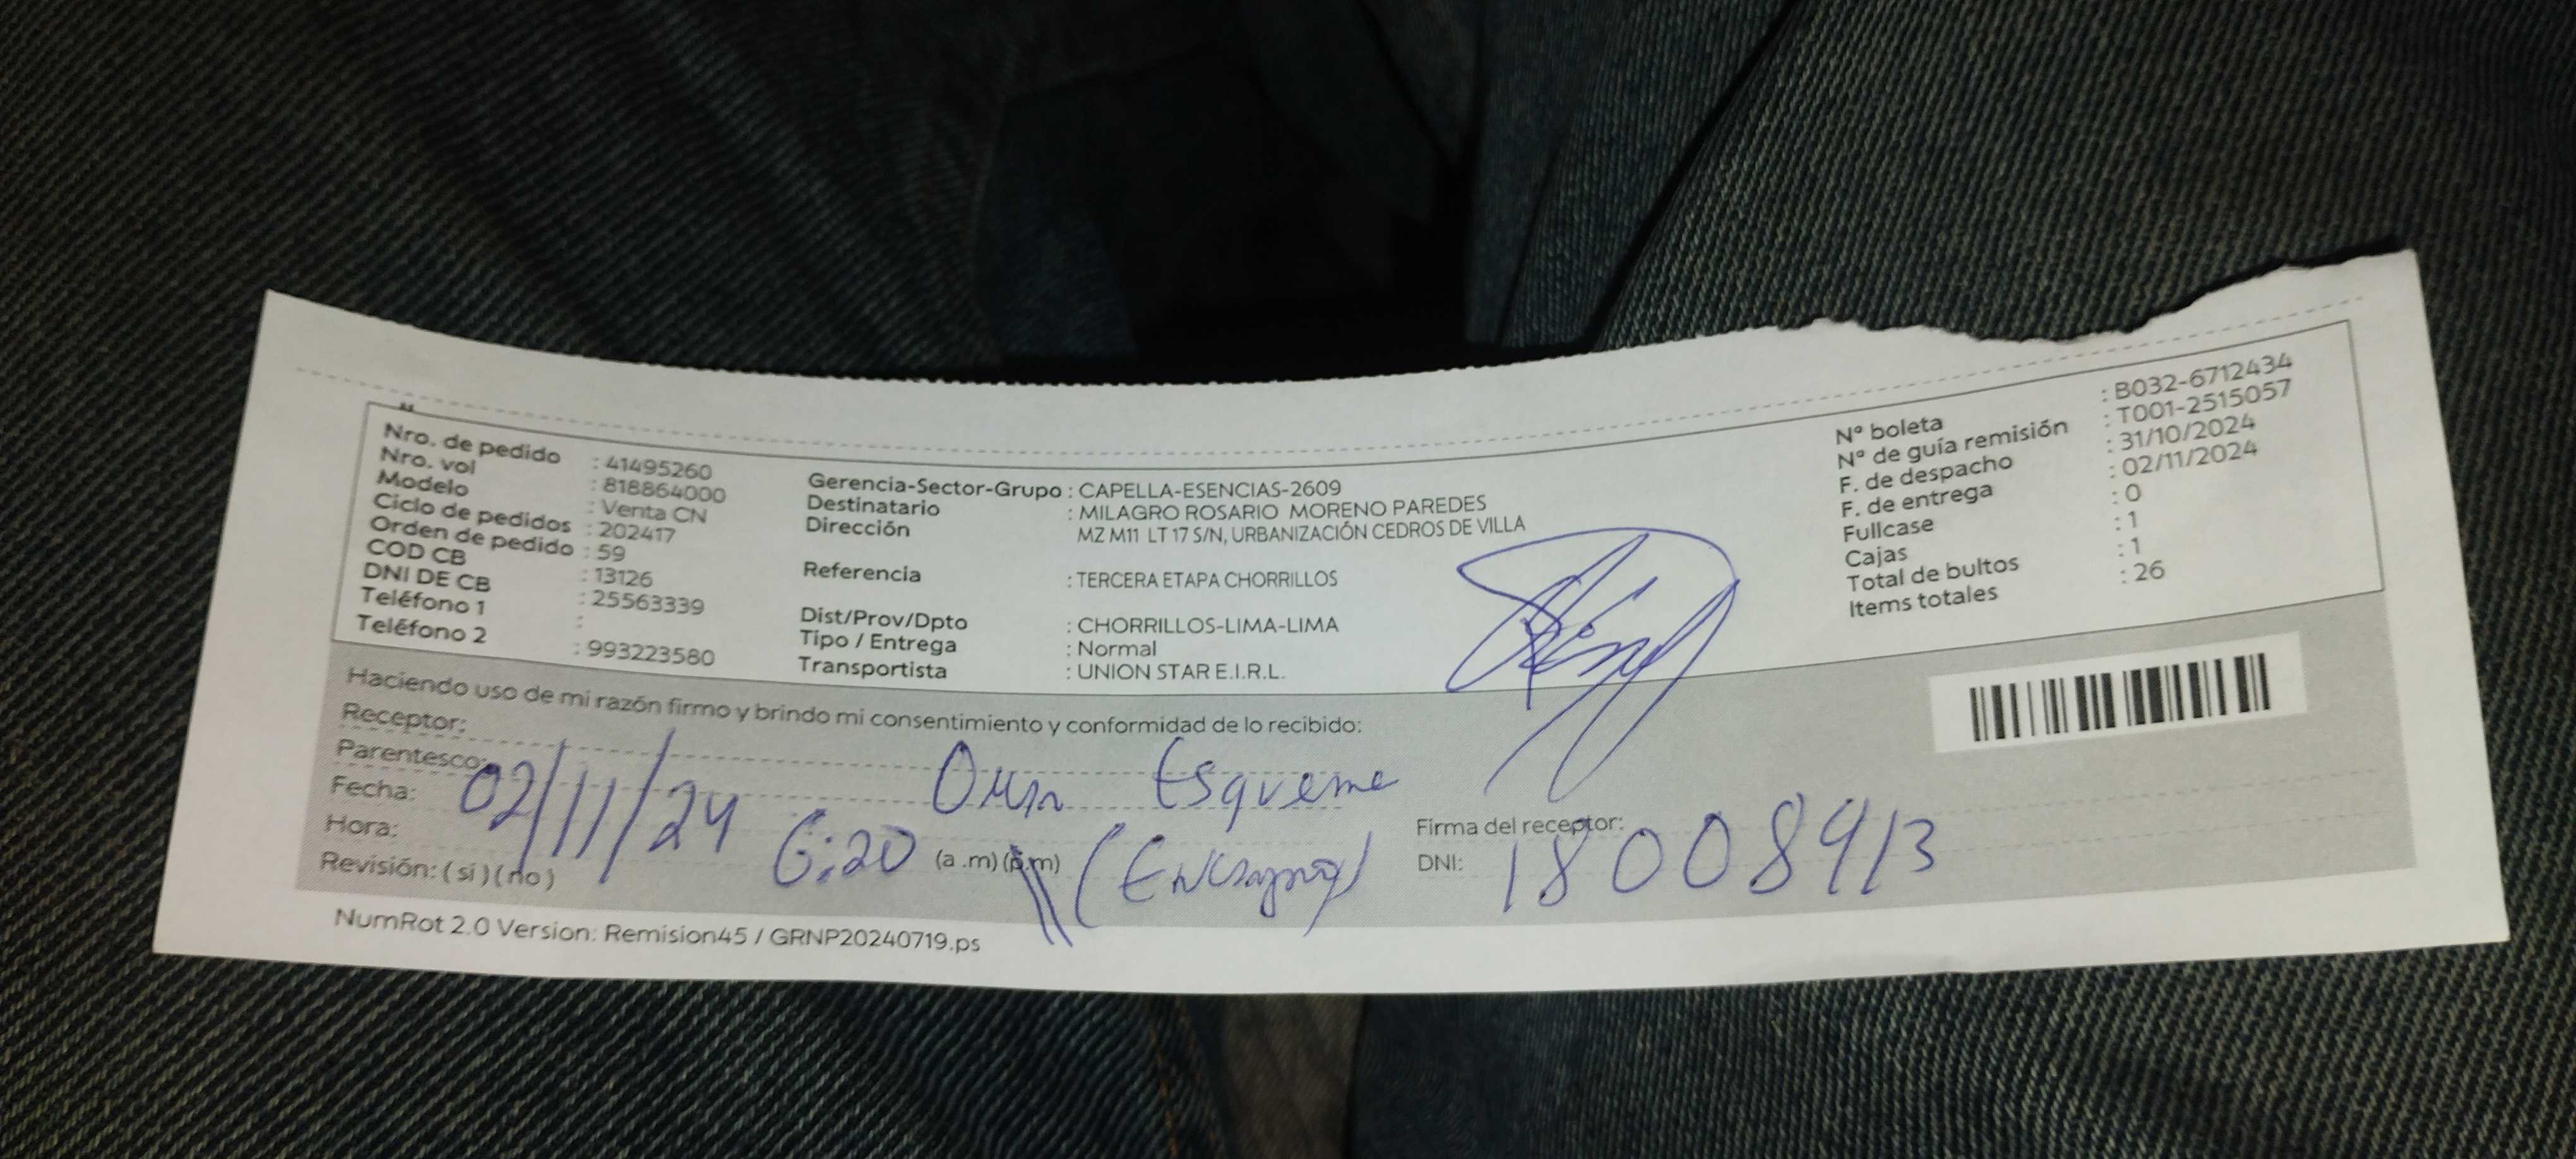 Nro. de pedido : 41495260
Nro. vol : 818864000
Modelo : Venta CN
Ciclo de pedidos : 202417
Orden de pedido : 59
COD CB : 13126
DNI DE CB : 25563339
Teléfono 1 :
Teléfono 2 : 993223580
Gerencia-Sector-Grupo : CAPELLA-ESENCIAS-2609
Destinatario : MILAGRO ROSARIO MORENO PAREDES
Dirección MZ M11 LT 17 S/N, URBANIZACIÓN CEDROS DE VILLA
Referencia : TERCERA ETAPA CHORRILLOS
Dist/Prov/Dpto : CHORRILLOS-LIMA-LIMA
Tipo / Entrega : Normal
Transportista : UNION STAR E.I.R.L.
Nº boleta : B032-6712434
Nº de guía remisión : T001-2515057
F. de despacho : 31/10/2024
F. de entrega : 02/11/2024
Fullcase : 0
Cajas : 1
Total de bultos : 1
Items totales : 26
Haciendo uso de mi razón firmo y brindo mi consentimiento y conformidad de lo recibido:
Receptor:
Parentesco:
Fecha: 02/11/24
Hora: 6:20 (a.m) (p.m)
Revisión: (si) (no)
Firma del receptor:
DNI: 18008913
NumRot 2.0 Version: Remision45 / GRNP20240719.ps